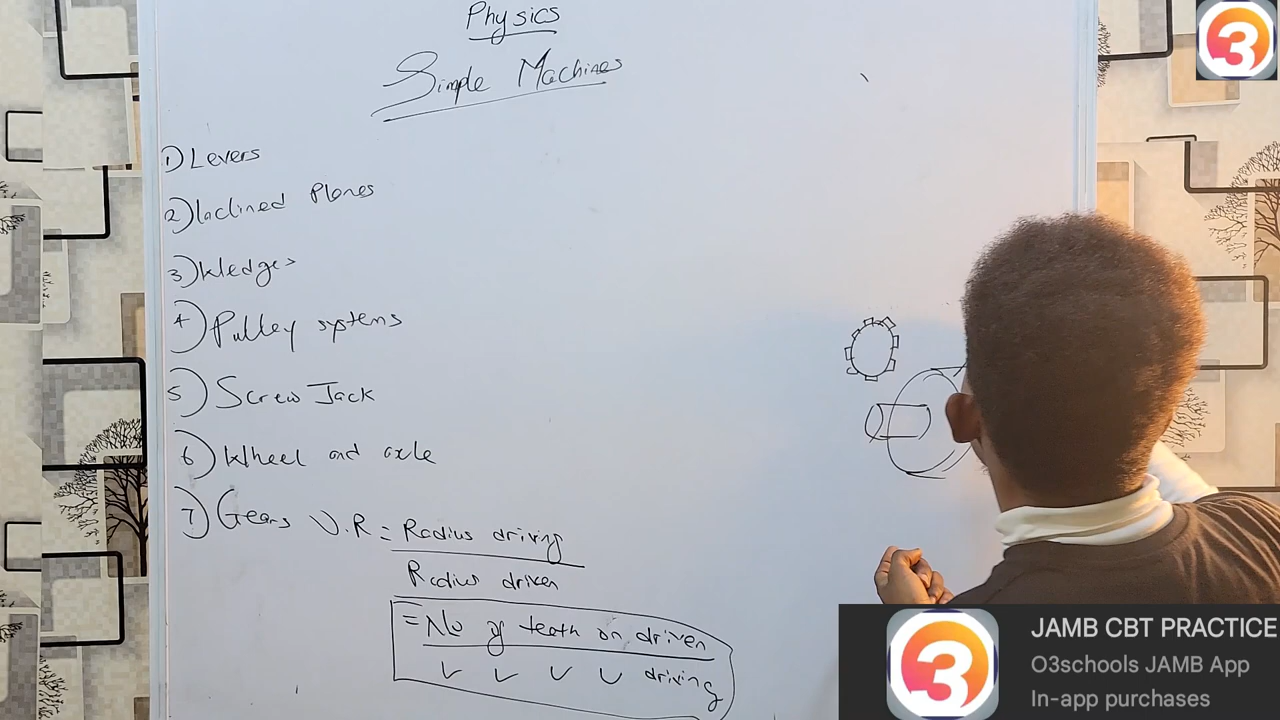 Physics
Simple Machines
1) Levers
2) Inclined Planes
3) Wedges
4) Pulley systems
5) Screw Jack
6) Wheel and axle
7) Gears V.R = Radius driving
Radius driven
= No of teeth on driven
✓ ✓ ✓ ✓ driving
3
3
JAMB CBT PRACTICE
O3schools JAMB App
In-app purchases